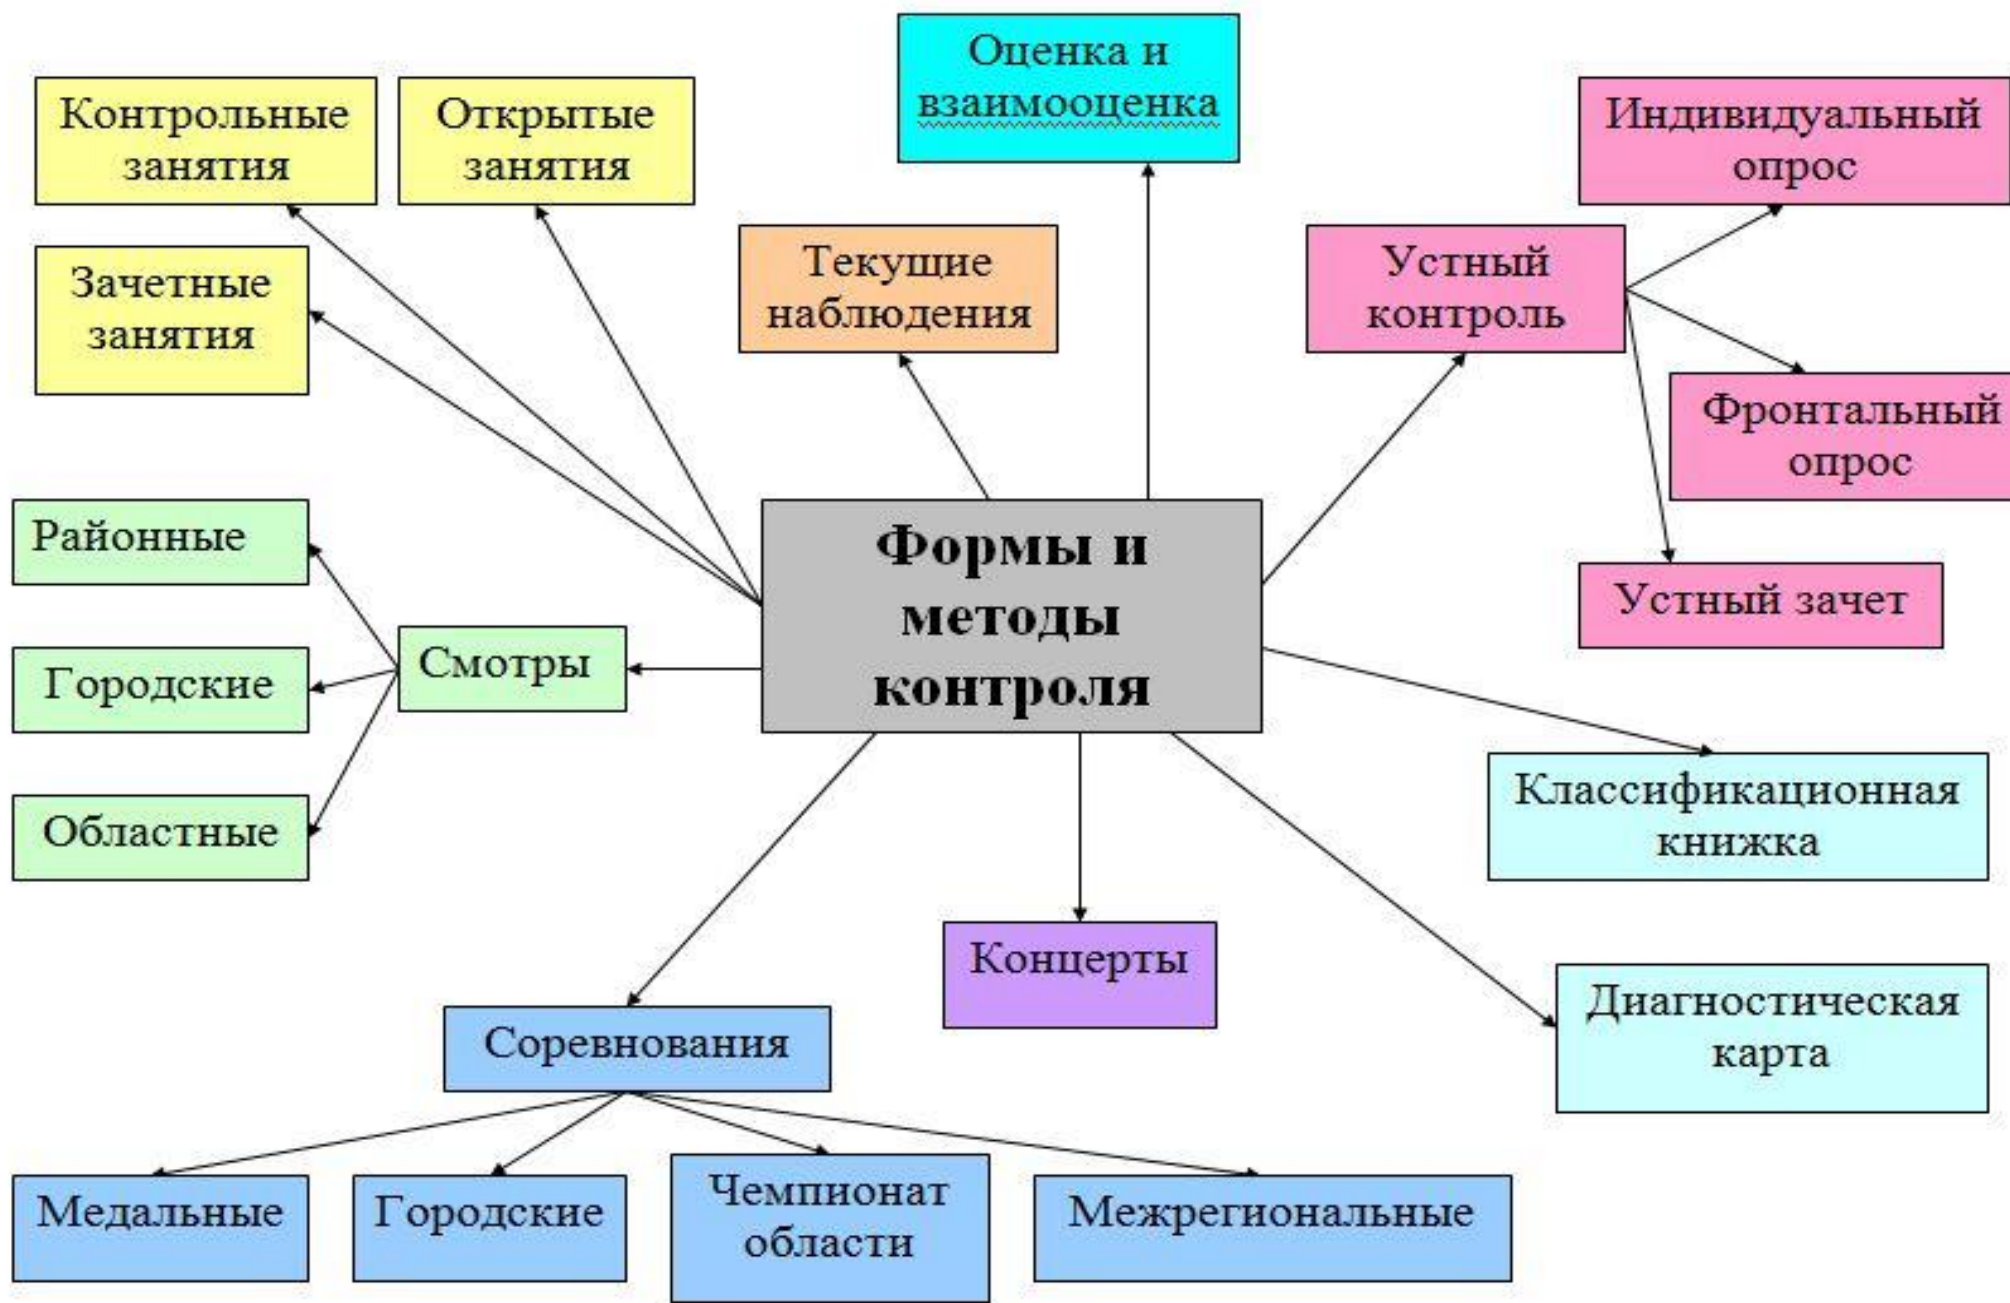 Оценка и
взаимооценка
Контрольные
занятия
Открытые
занятия
Индивидуальный
опрос
Зачетные
занятия
Текущие
наблюдения
Устный
контроль
Фронтальный
опрос
Районные
Формы и
методы
контроля
Устный зачет
Городские
Смотры
Областные
Классификационная
книжка
Концерты
Диагностическая
карта
Соревнования
Медальные
Городские
Чемпионат
области
Межрегиональные